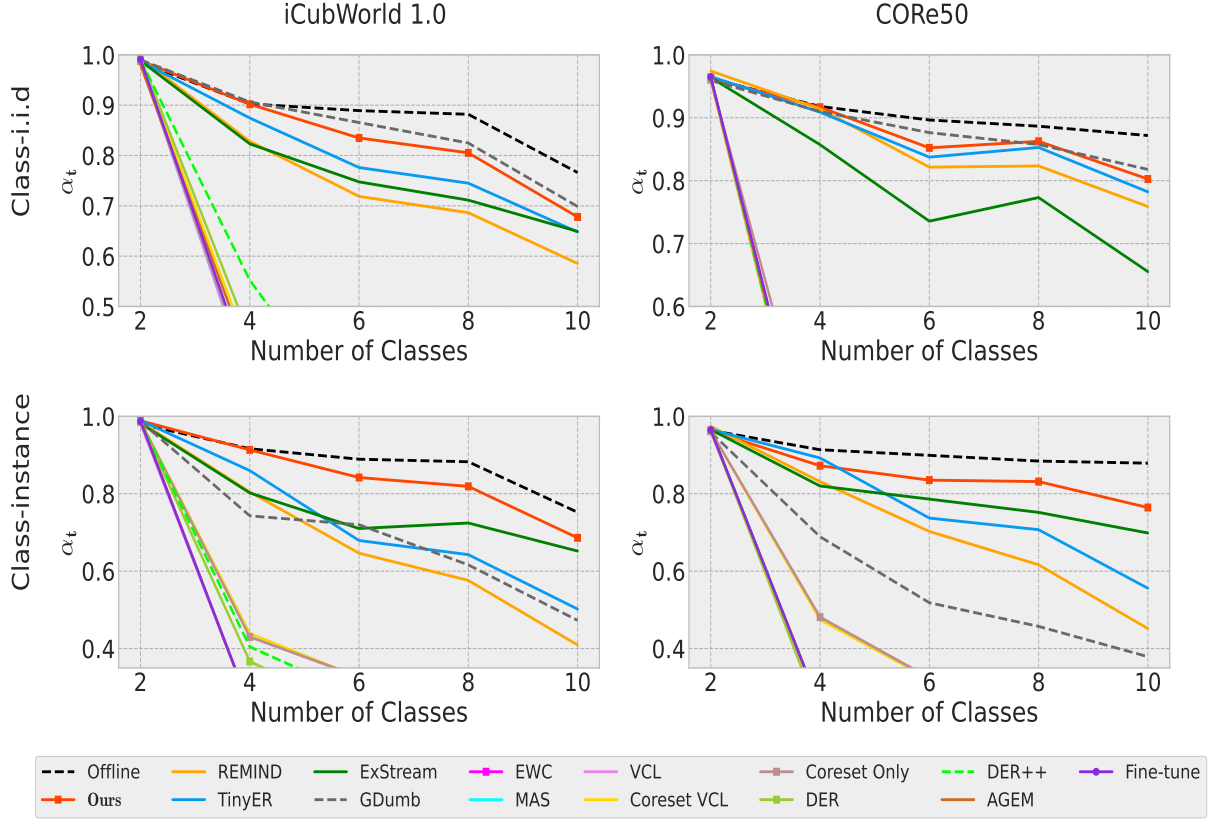 iCubWorld 1.0
CORe50
Class-i.i.d
αt
1.0
0.9
0.8
0.7
0.6
0.5
2 4 6 8 10
Number of Classes
αt
1.0
0.9
0.8
0.7
0.6
2 4 6 8 10
Number of Classes
Class-instance
αt
1.0
0.8
0.6
0.4
2 4 6 8 10
Number of Classes
αt
1.0
0.8
0.6
0.4
2 4 6 8 10
Number of Classes
Offline REMIND ExStream EWC VCL Coreset Only DER++ Fine-tune
Ours TinyER GDumb MAS Coreset VCL DER AGEM